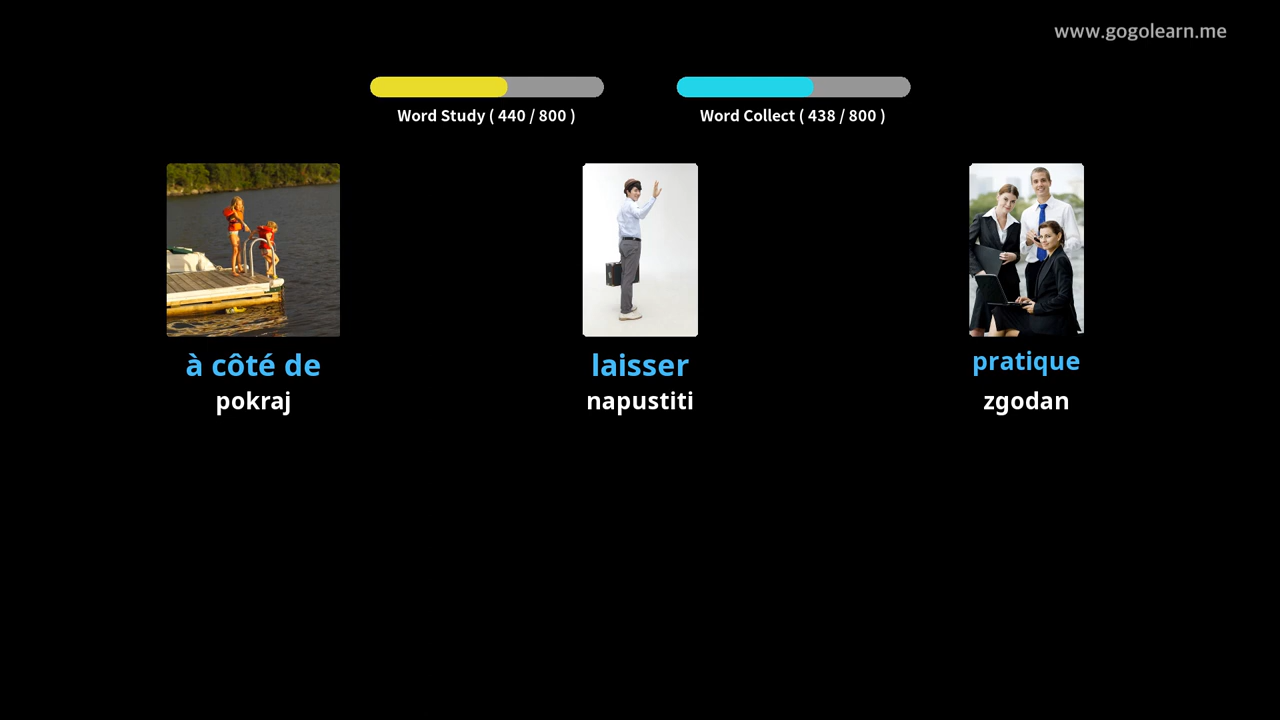 www.gogolearn.me
Word Study ( 440 / 800 )
Word Collect ( 438 / 800 )
à côté de
pokraj
laisser
napustiti
pratique
zgodan